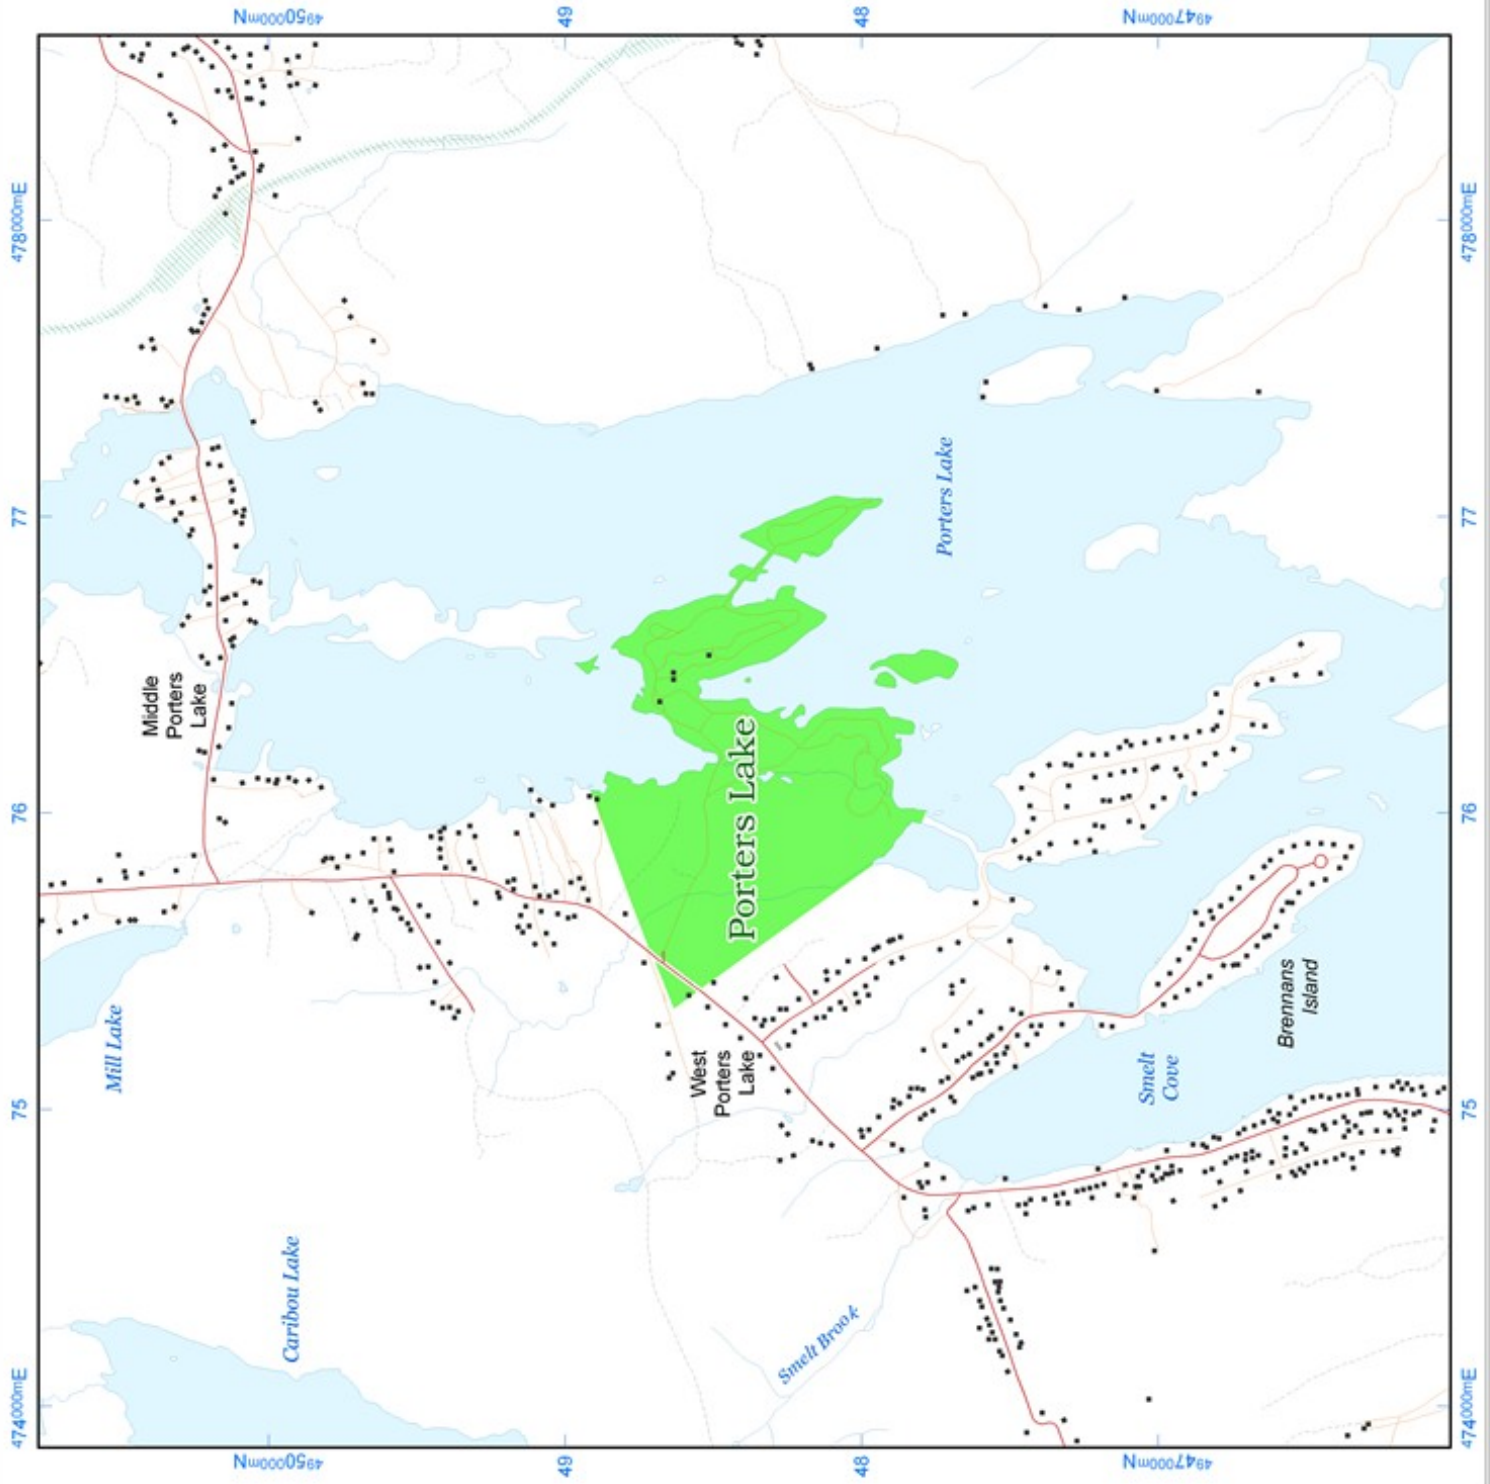 4950000mN
49
48
4947000mN
478000mE
478000mE
77
77
Porters Lake
Middle
Porters
Lake
Porters Lake
76
76
Mill Lake
Brennans
Island
West
Porters
Lake
Smelt
Cove
75
75
Caribou Lake
Smelt Brook
474000mE
474000mE
4950000mN
49
48
4947000mN